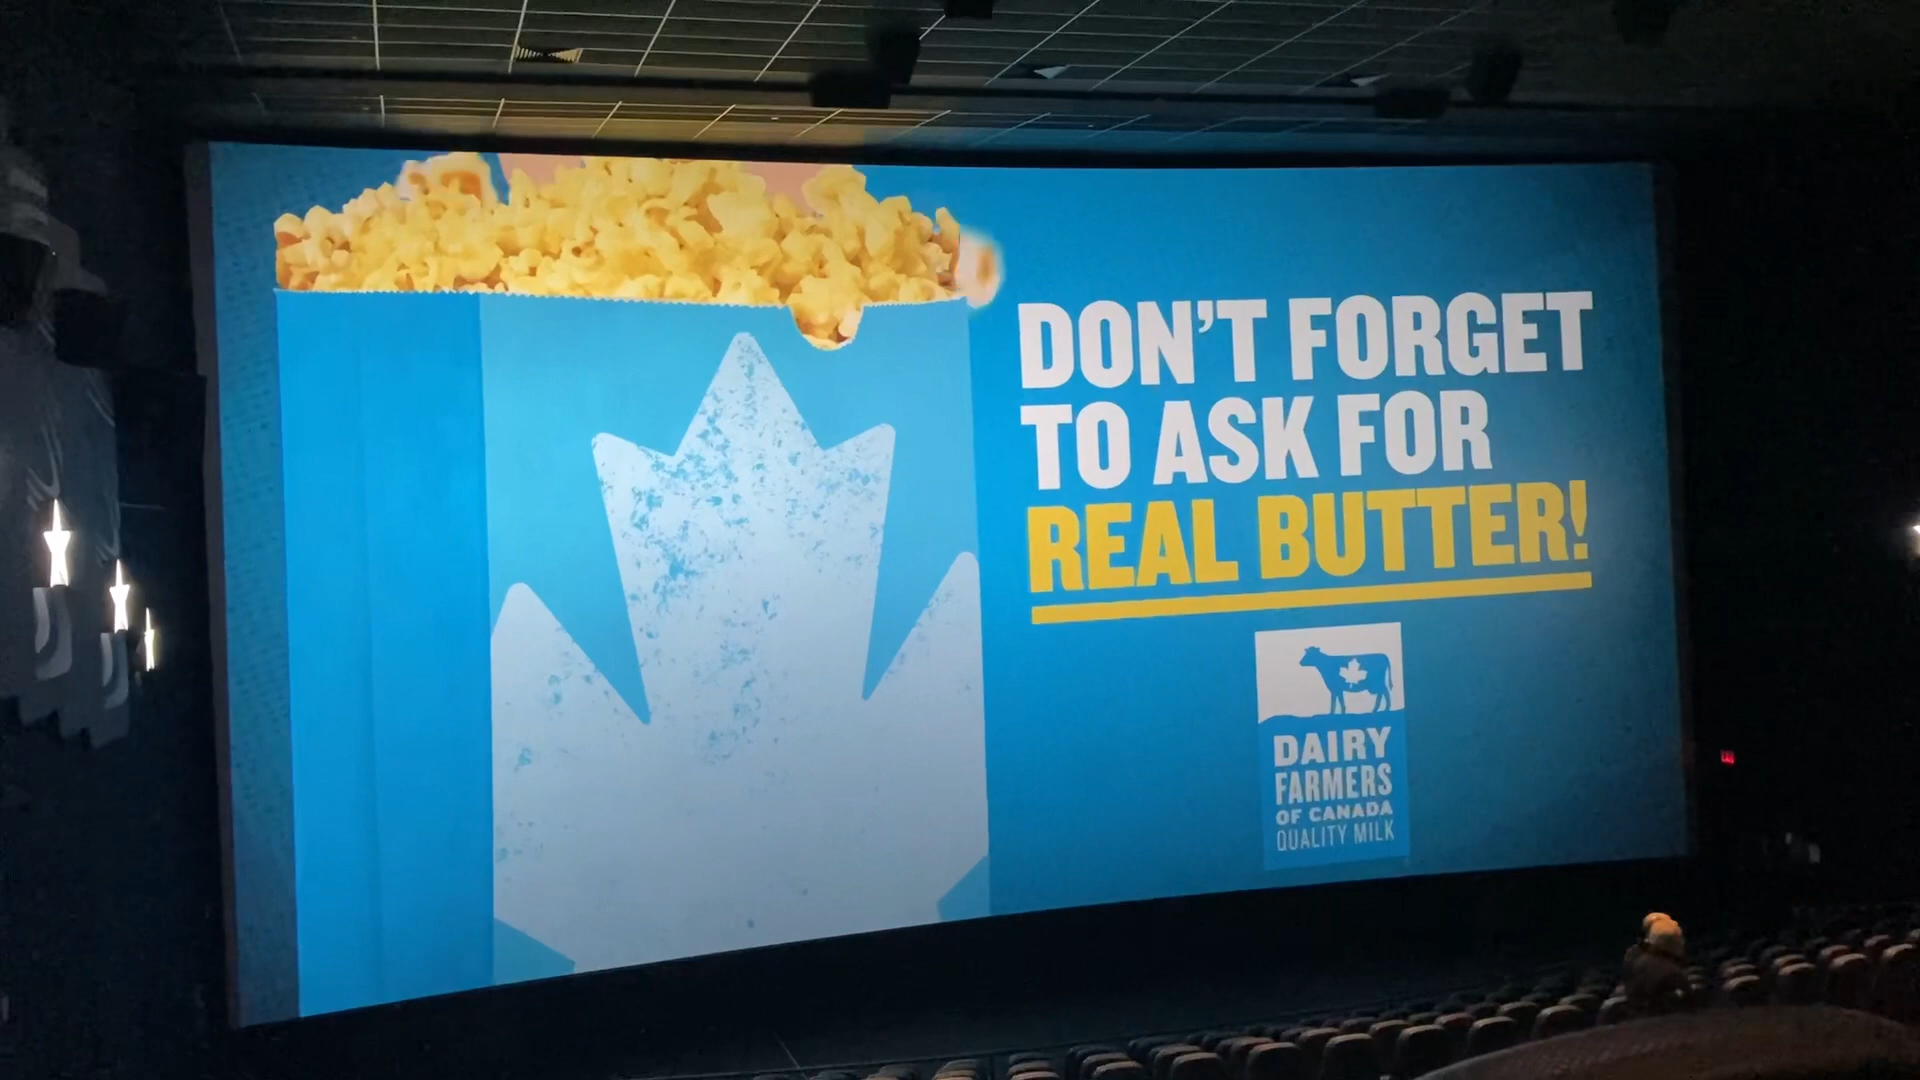 DON'T FORGET
TO ASK FOR
REAL BUTTER!
DAIRY
FARMERS
OF CANADA
QUALITY MILK